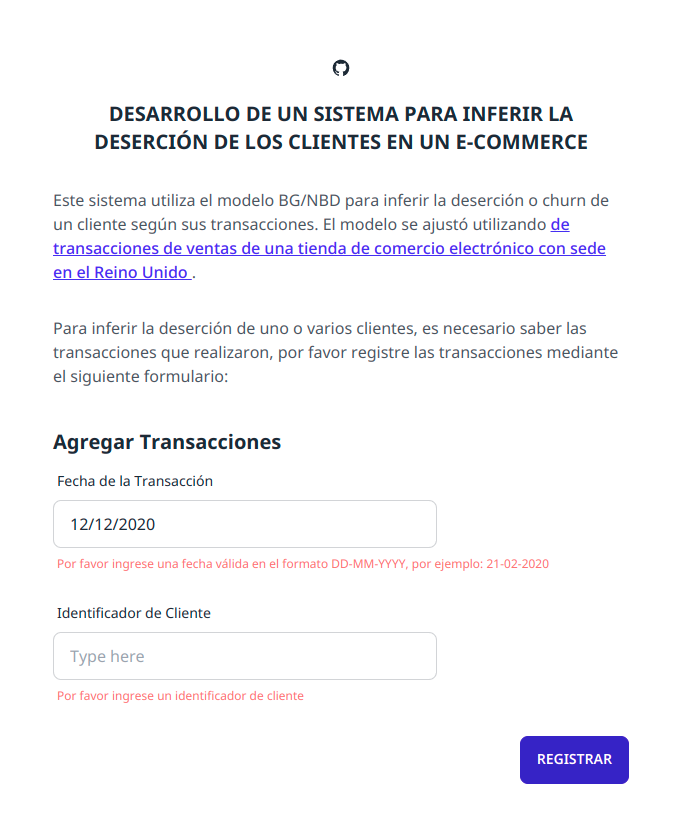 DESARROLLO DE UN SISTEMA PARA INFERIR LA
DESERCIÓN DE LOS CLIENTES EN UN E-COMMERCE
Este sistema utiliza el modelo BG/NBD para inferir la deserción o churn de
un cliente según sus transacciones. El modelo se ajustó utilizando de
transacciones de ventas de una tienda de comercio electrónico con sede
en el Reino Unido .
Para inferir la deserción de uno o varios clientes, es necesario saber las
transacciones que realizaron, por favor registre las transacciones mediante
el siguiente formulario:
Agregar Transacciones
Fecha de la Transacción
12/12/2020
Por favor ingrese una fecha válida en el formato DD-MM-YYYY, por ejemplo: 21-02-2020
Identificador de Cliente
Type here
Por favor ingrese un identificador de cliente
REGISTRAR